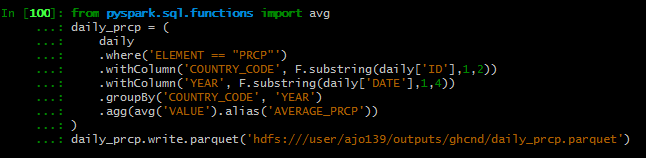 In [100]: from pyspark.sql.functions import avg
     ...: daily_prcp = (
     ...:     daily
     ...:     .where('ELEMENT == "PRCP"')
     ...:     .withColumn('COUNTRY_CODE', F.substring(daily['ID'],1,2))
     ...:     .withColumn('YEAR', F.substring(daily['DATE'],1,4))
     ...:     .groupBy('COUNTRY_CODE', 'YEAR')
     ...:     .agg(avg('VALUE').alias('AVERAGE_PRCP'))
     ...: )
     ...: daily_prcp.write.parquet('hdfs:///user/ajo139/outputs/ghcnd/daily_prcp.parquet')